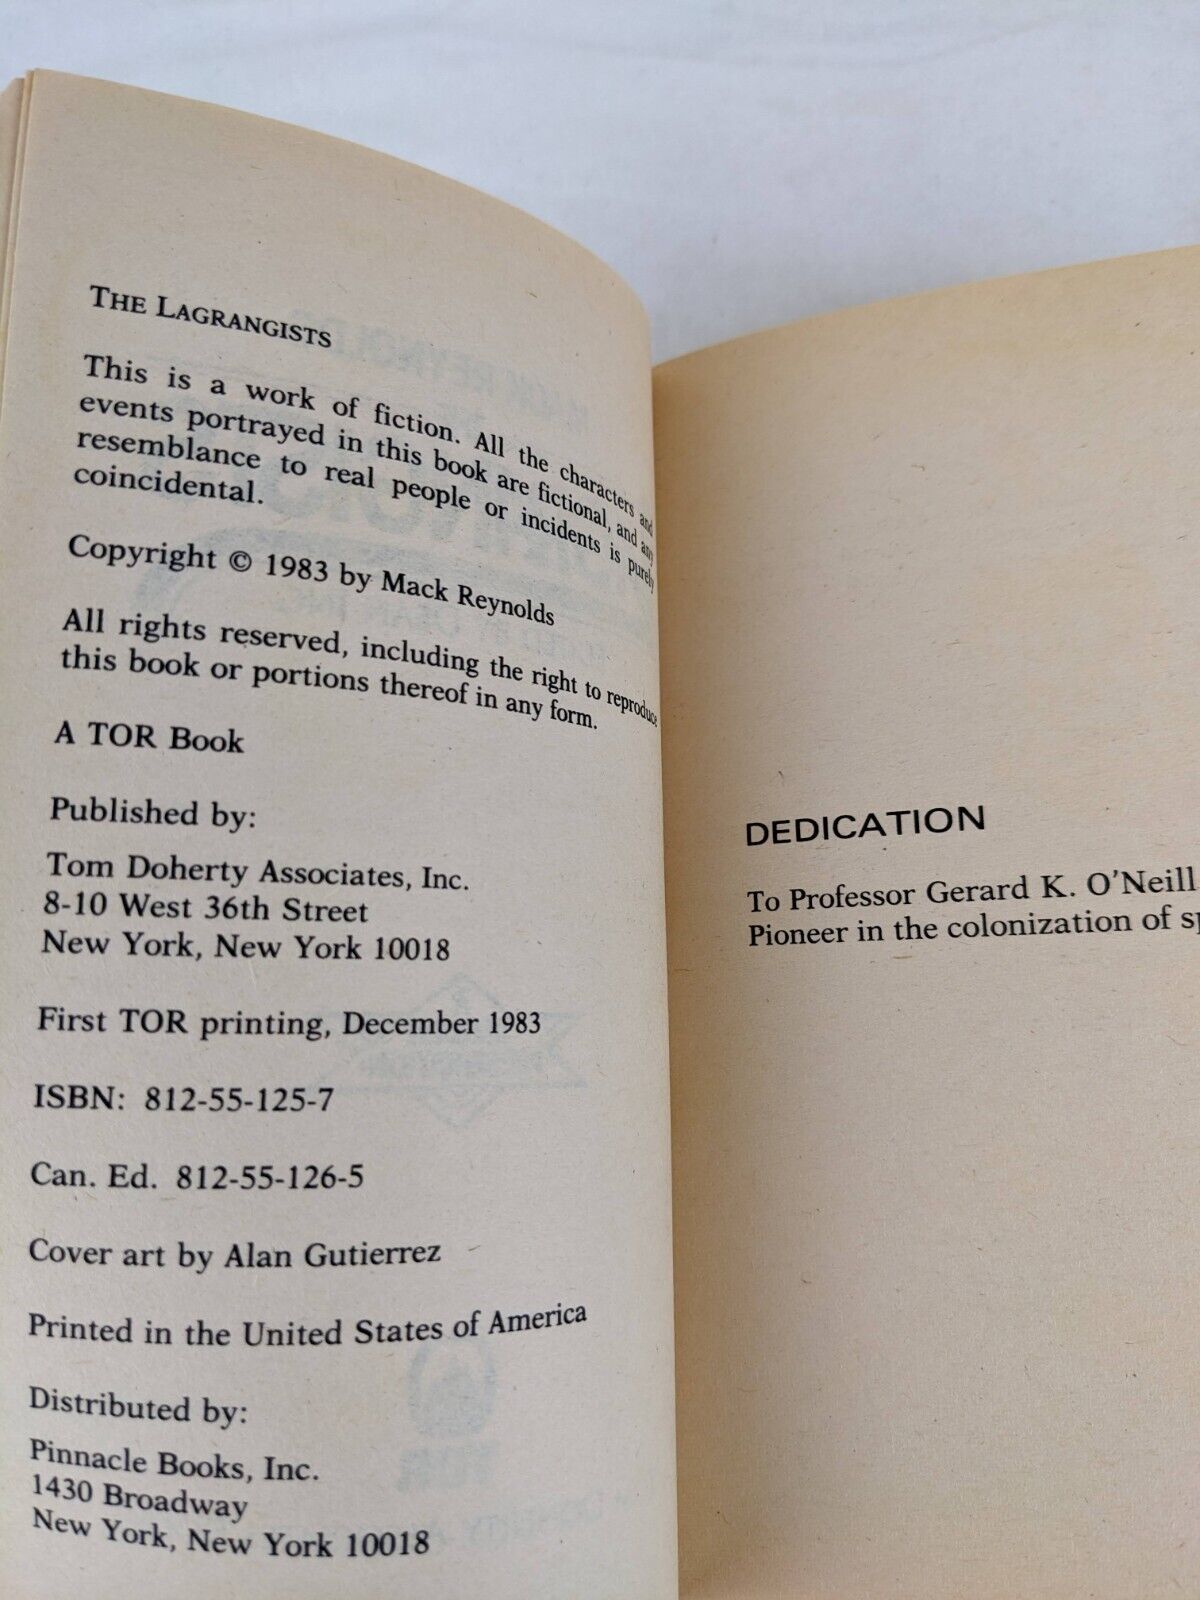 THE LAGRANGISTS
This is a work of fiction. All the characters and
events portrayed in this book are fictional, and any
resemblance to real people or incidents is purely
coincidental.
Copyright © 1983 by Mack Reynolds
All rights reserved, including the right to reproduce
this book or portions thereof in any form.
A TOR Book
Published by:
Tom Doherty Associates, Inc.
8-10 West 36th Street
New York, New York 10018
First TOR printing, December 1983
ISBN: 812-55-125-7
Can. Ed. 812-55-126-5
Cover art by Alan Gutierrez
Printed in the United States of America
Distributed by:
Pinnacle Books, Inc.
1430 Broadway
New York, New York 10018
DEDICATION
To Professor Gerard K. O'Neill
Pioneer in the colonization of